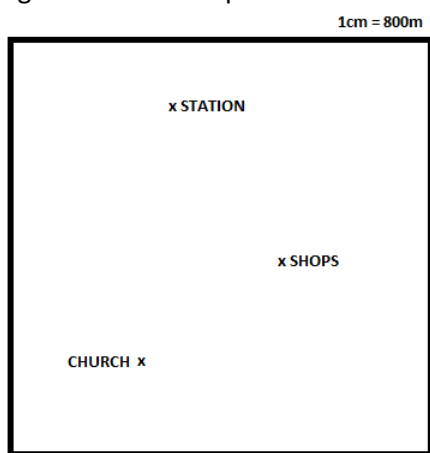 1cm = 800m
x STATION
x SHOPS
CHURCH x